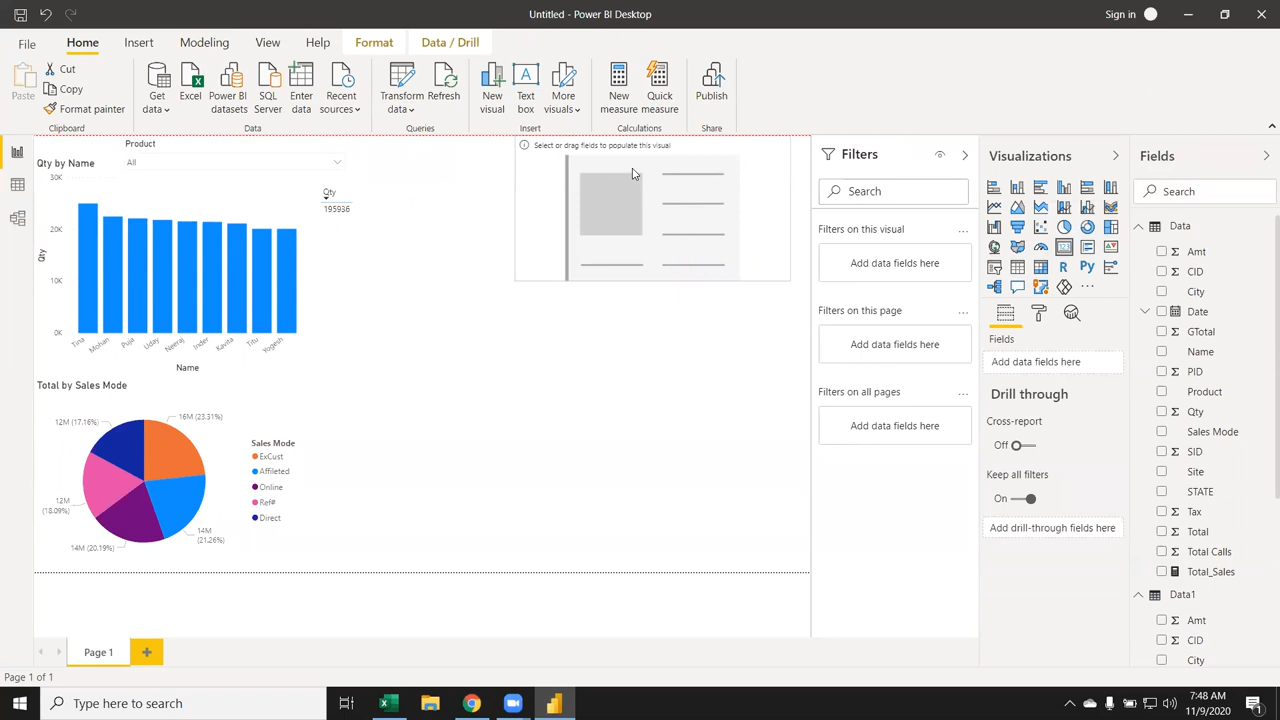 Untitled - Power BI Desktop
Sign in
File
Home
Insert
Modeling
View
Help
Format
Data / Drill
Paste
Cut
Copy
Format painter
Clipboard
Get data
Excel
Power BI datasets
SQL Server
Enter data
Recent sources
Data
Transform data
Refresh
Queries
New visual
Text box
More visuals
Insert
New measure
Quick measure
Calculations
Publish
Share
Product
All
Qty by Name
30K
20K
10K
0K
Qty
Tina
Mohan
Puja
Uday
Neeraj
Inder
Kavita
Titu
Yogesh
Name
Qty
195936
Select or drag fields to populate this visual
Total by Sales Mode
12M (17.16%)
16M (23.31%)
12M
(18.09%)
14M (20.19%)
14M
(21.26%)
Sales Mode
ExCust
Affileted
Online
Ref#
Direct
Page 1
Page 1 of 1
Filters
Search
Filters on this visual
Add data fields here
Filters on this page
Add data fields here
Filters on all pages
Add data fields here
Visualizations
R
Py
123
Fields
Add data fields here
Drill through
Cross-report
Off
Keep all filters
On
Add drill-through fields here
Fields
Search
Data
Amt
CID
City
Date
GTotal
Name
PID
Product
Qty
Sales Mode
SID
Site
STATE
Tax
Total
Total Calls
Total_Sales
Data1
Amt
CID
City
Type here to search
7:48 AM
11/9/2020